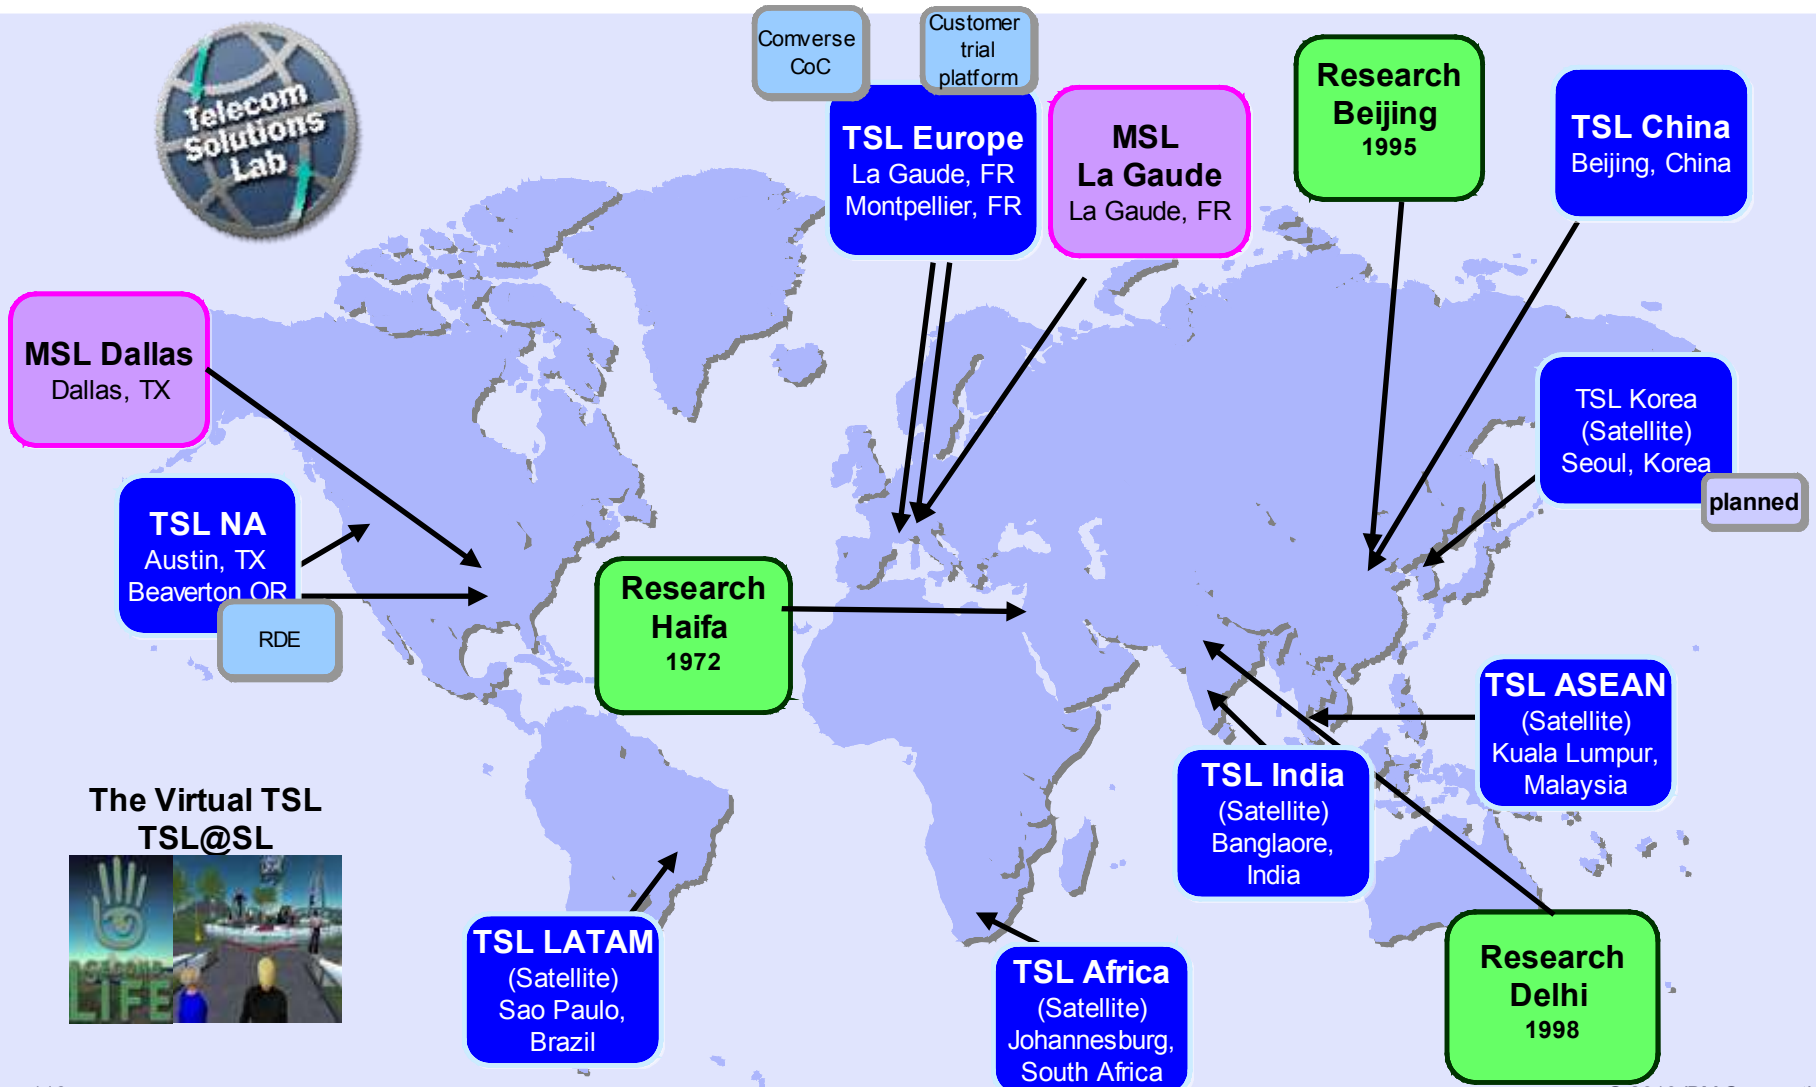 Telecom
Solutions
Lab
Comverse
CoC
Customer
trial
platform
TSL Europe
La Gaude, FR
Montpellier, FR
MSL
La Gaude
La Gaude, FR
Research
Beijing
1995
TSL China
Beijing, China
MSL Dallas
Dallas, TX
TSL Korea
(Satellite)
Seoul, Korea
planned
TSL NA
Austin, TX
Beaverton OR
RDE
Research
Haifa
1972
TSL ASEAN
(Satellite)
Kuala Lumpur,
Malaysia
TSL India
(Satellite)
Banglaore,
India
The Virtual TSL
TSL@SL
SECOND
LIFE
TSL LATAM
(Satellite)
Sao Paulo,
Brazil
TSL Africa
(Satellite)
Johannesburg,
South Africa
Research
Delhi
1998